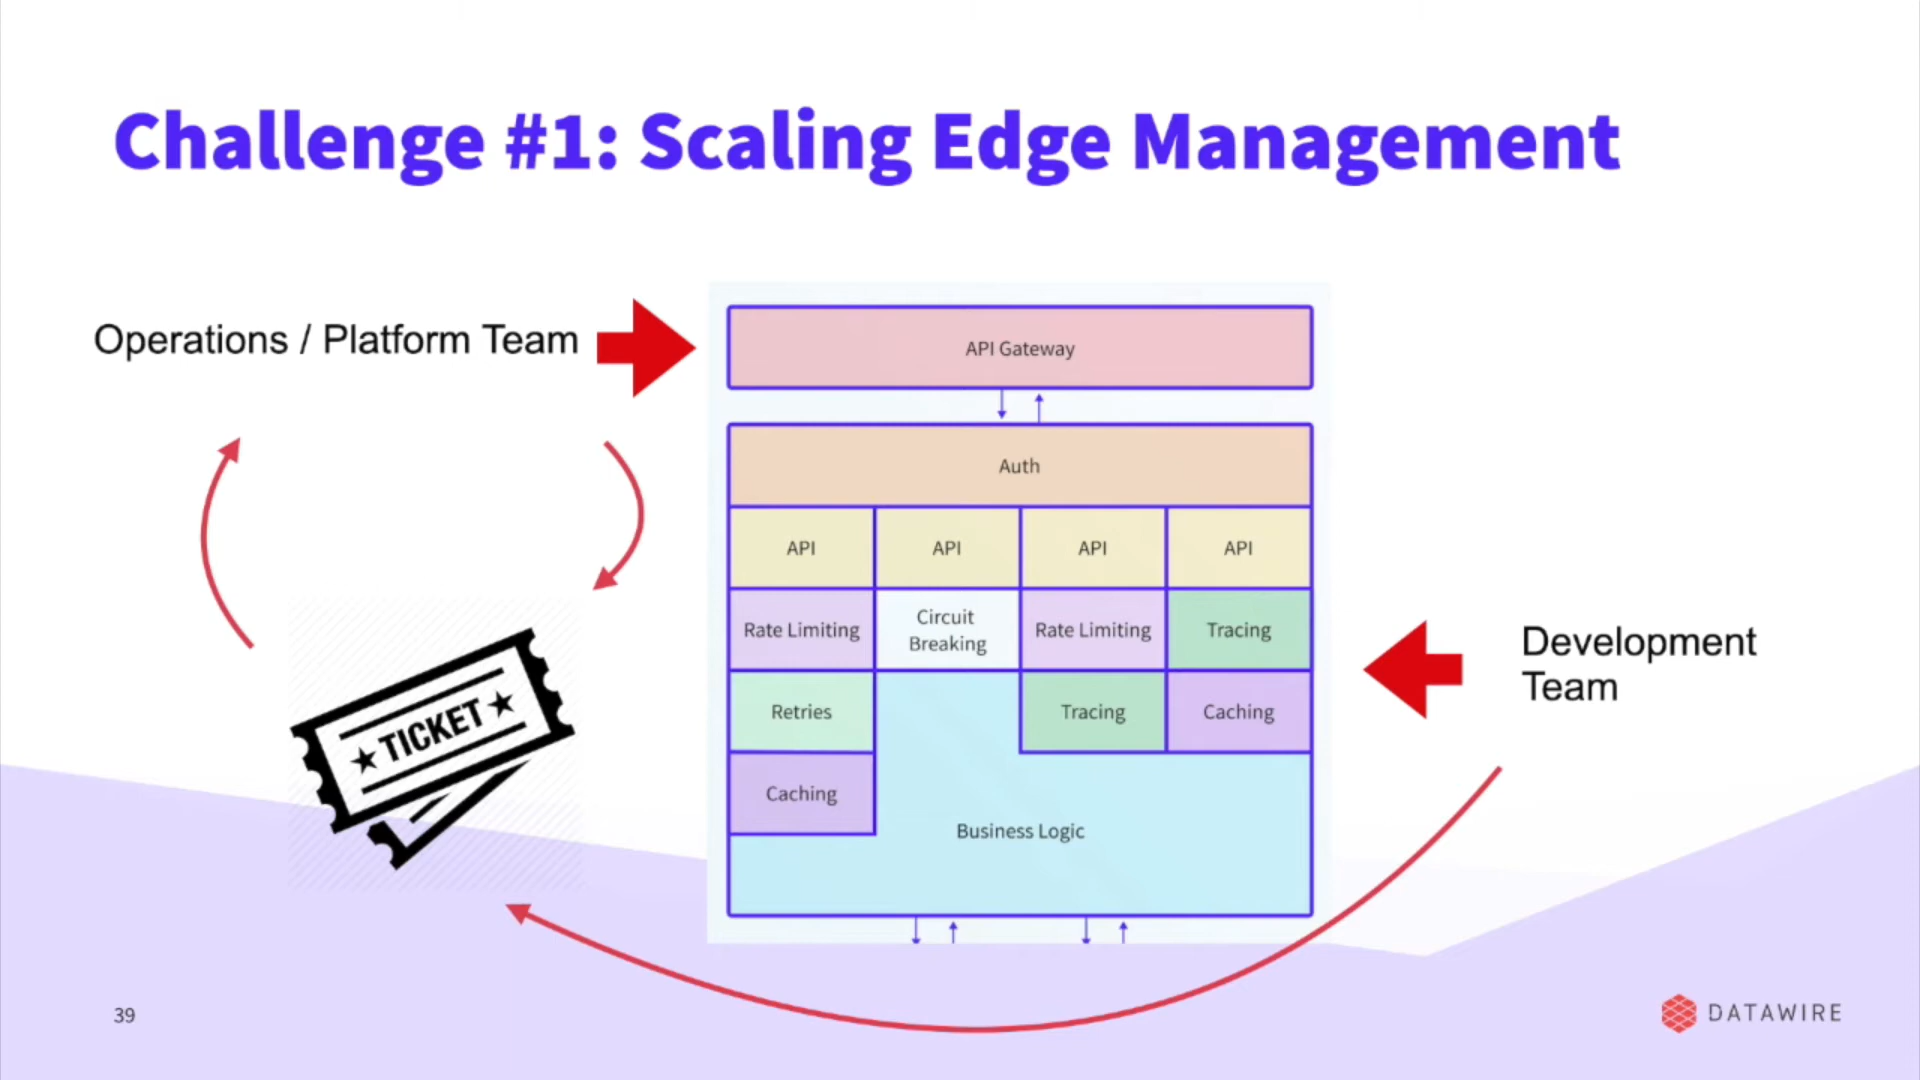 Challenge #1: Scaling Edge Management
Operations / Platform Team
API Gateway
Auth
API
API
API
API
Rate Limiting
Circuit
Breaking
Rate Limiting
Tracing
Retries
Tracing
Caching
Caching
Business Logic
Development
Team
TICKET
39
DATAWIRE